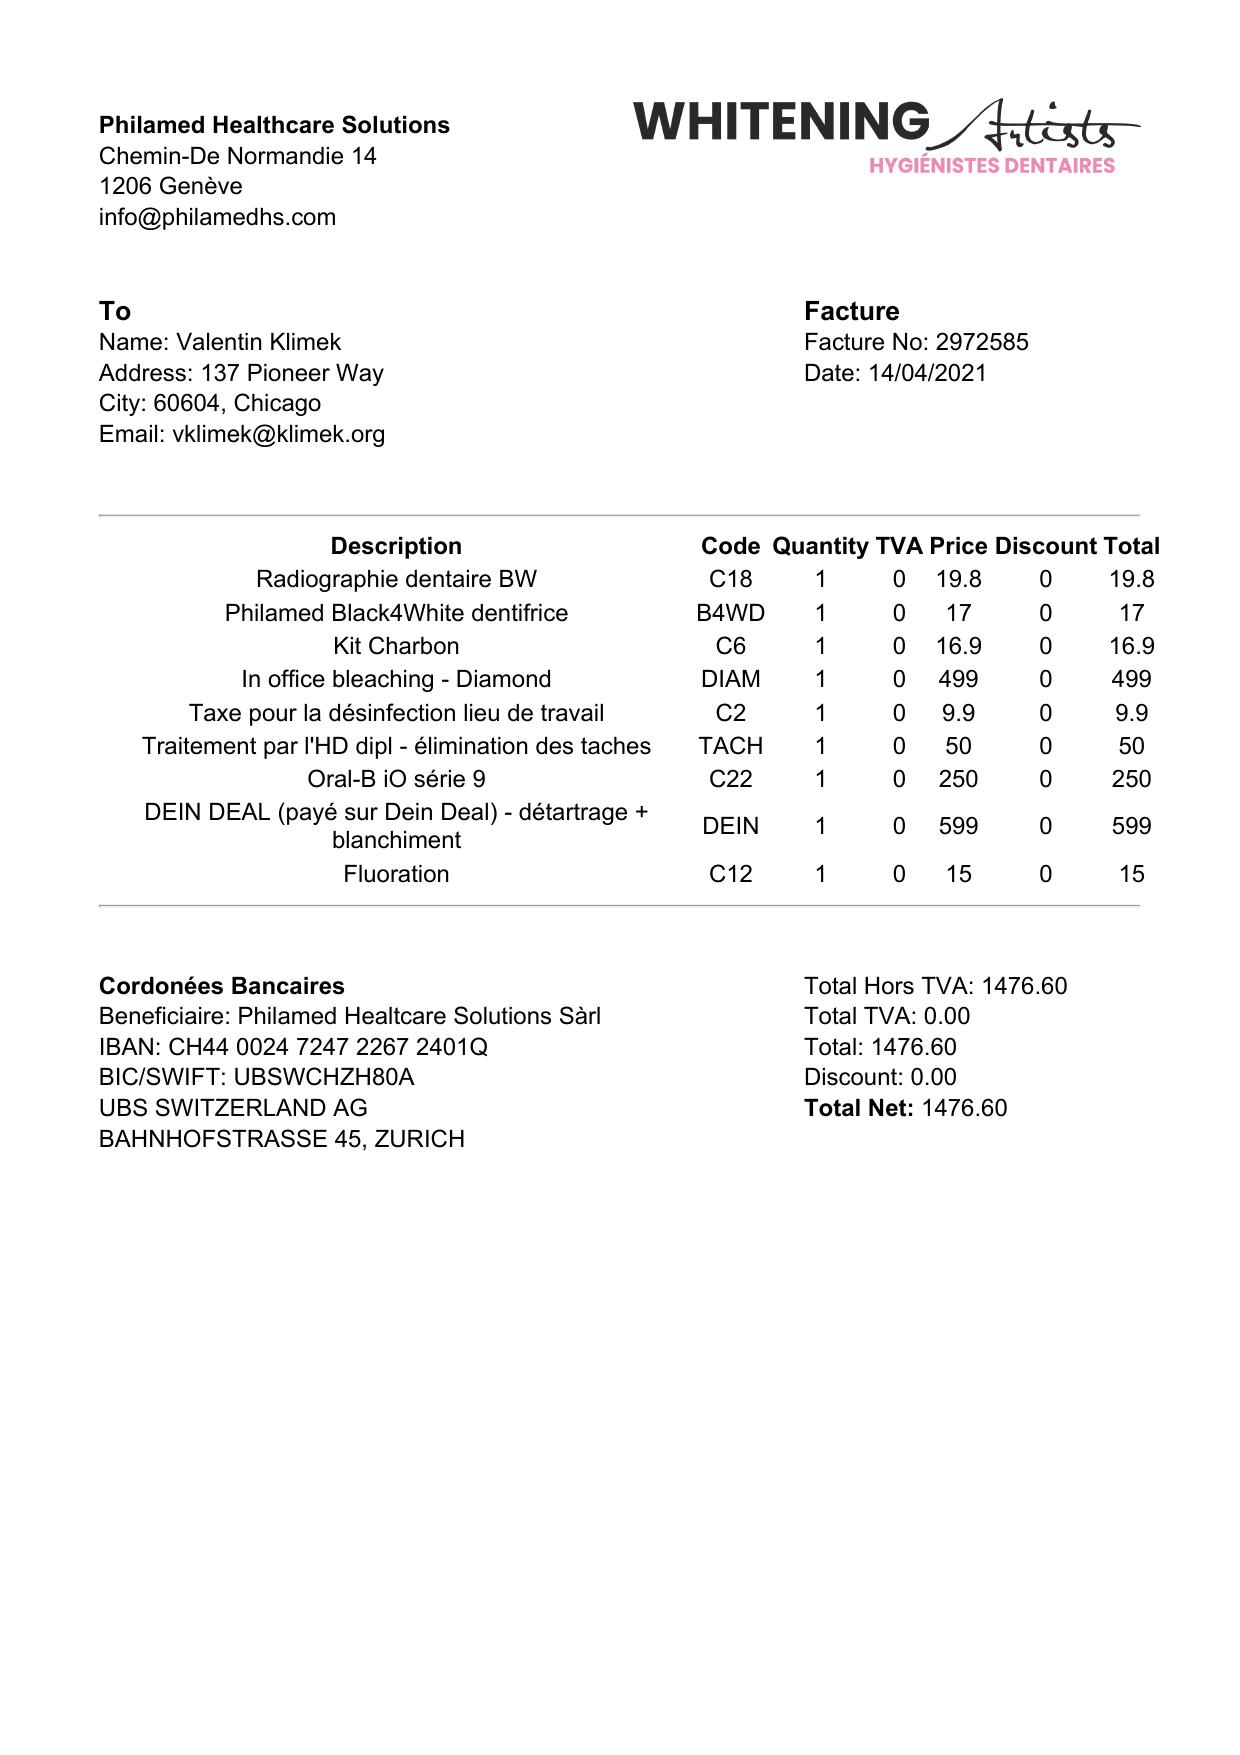 Philamed Healthcare Solutions
Chemin-De Normandie 14
1206 Genève
info@philamedhs.com
WHITENING Artists
HYGIÉNISTES DENTAIRES
To
Name: Valentin Klimek
Address: 137 Pioneer Way
City: 60604, Chicago
Email: vklimek@klimek.org
Facture
Facture No: 2972585
Date: 14/04/2021
Description Code Quantity TVA Price Discount Total
Radiographie dentaire BW C18 1 0 19.8 0 19.8
Philamed Black4White dentifrice B4WD 1 0 17 0 17
Kit Charbon C6 1 0 16.9 0 16.9
In office bleaching - Diamond DIAM 1 0 499 0 499
Taxe pour la désinfection lieu de travail C2 1 0 9.9 0 9.9
Traitement par l'HD dipl - élimination des taches TACH 1 0 50 0 50
Oral-B iO série 9 C22 1 0 250 0 250
DEIN DEAL (payé sur Dein Deal) - détartrage +
blanchiment DEIN 1 0 599 0 599
Fluoration C12 1 0 15 0 15
Cordonées Bancaires
Beneficiaire: Philamed Healtcare Solutions Sàrl
IBAN: CH44 0024 7247 2267 2401Q
BIC/SWIFT: UBSWCHZH80A
UBS SWITZERLAND AG
BAHNHOFSTRASSE 45, ZURICH
Total Hors TVA: 1476.60
Total TVA: 0.00
Total: 1476.60
Discount: 0.00
Total Net: 1476.60